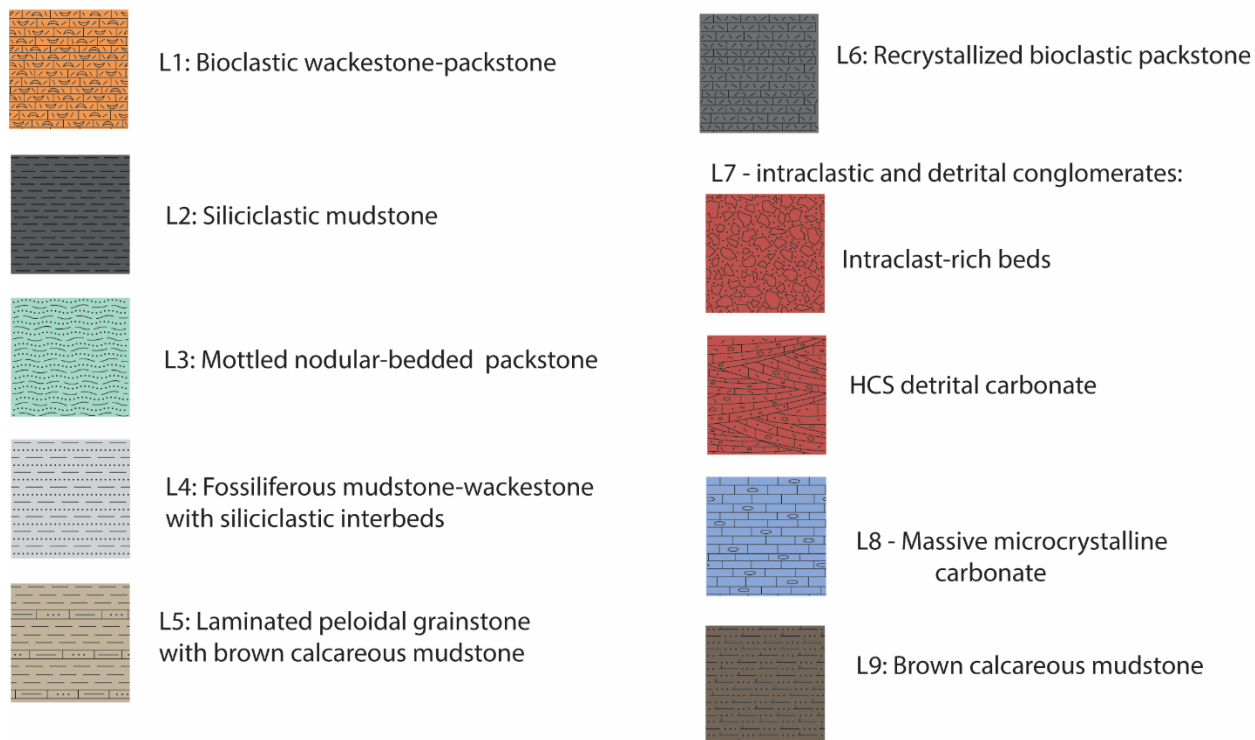 L1: Bioclastic wackestone-packstone
L2: Siliciclastic mudstone
L3: Mottled nodular-bedded packstone
L4: Fossiliferous mudstone-wackestone
with siliciclastic interbeds
L5: Laminated peloidal grainstone
with brown calcareous mudstone
L6: Recrystallized bioclastic packstone
L7 - intraclastic and detrital conglomerates:
Intraclast-rich beds
HCS detrital carbonate
L8 - Massive microcrystalline
carbonate
L9: Brown calcareous mudstone